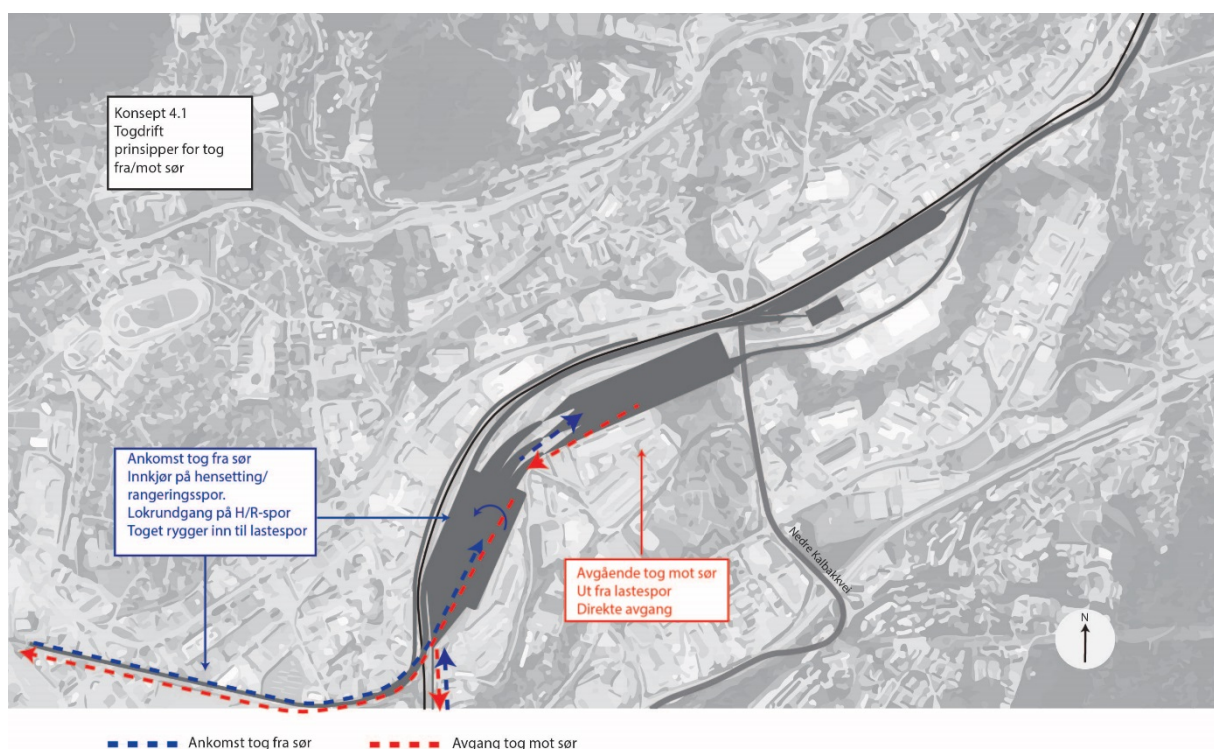 Konsept 4.1
Togdrift
prinsipper for tog
fra/mot sør
Ankomst tog fra sør
Innkjør på hensetting/
rangeringsspor.
Lokrundgang på H/R-spor
Toget rygger inn til lastespor
Avgående tog mot sør
Ut fra lastespor
Direkte avgang
Nedre Kalbakkvei
N
Ankomst tog fra sør
Avgang tog mot sør